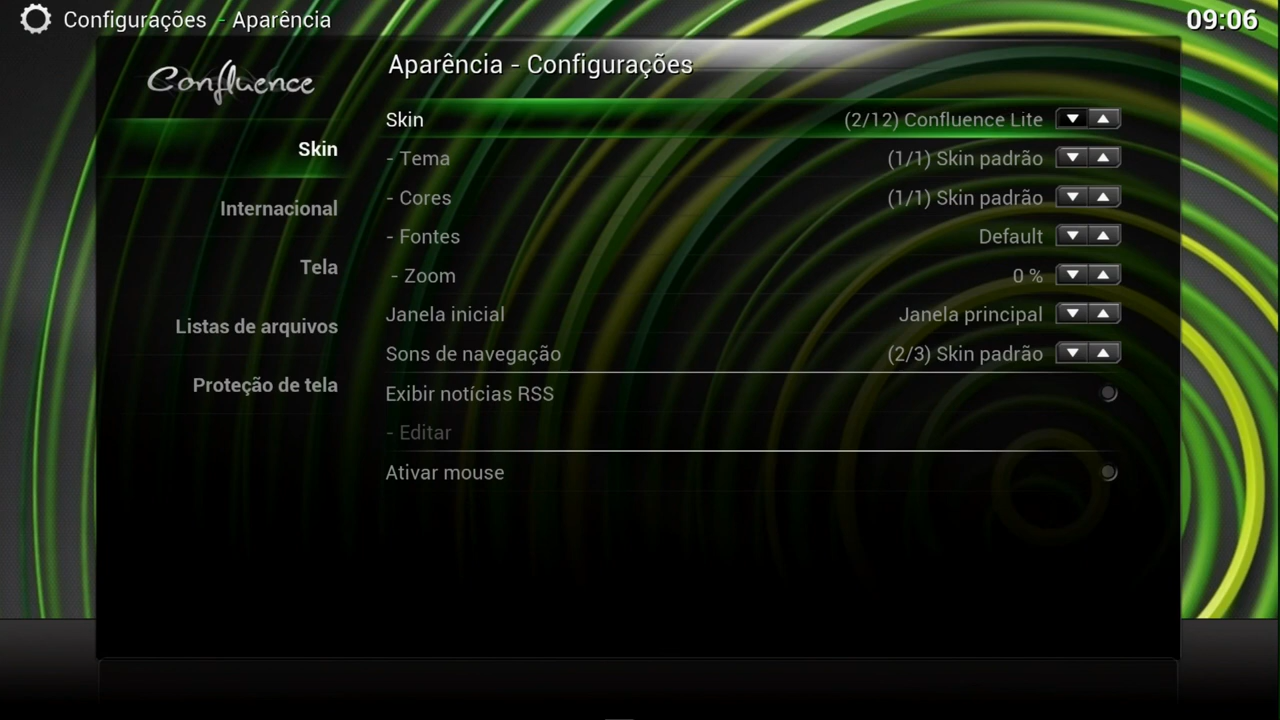 Configurações - Aparência
09:06
Confluence
Skin
Internacional
Tela
Listas de arquivos
Proteção de tela
Aparência - Configurações
Skin (2/12) Confluence Lite
- Tema (1/1) Skin padrão
- Cores (1/1) Skin padrão
- Fontes Default
- Zoom 0 %
Janela inicial Janela principal
Sons de navegação (2/3) Skin padrão
Exibir notícias RSS
- Editar
Ativar mouse